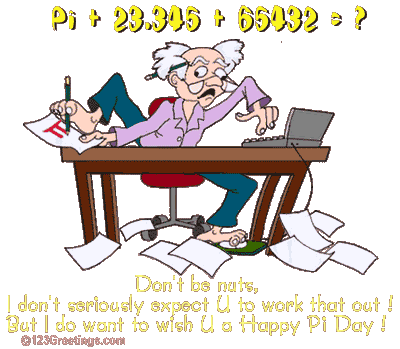 Pi + 23.345 + 65432 = ?
π
Don't be nuts,
I don't seriously expect U to work that out !
But I do want to wish U a Happy Pi Day !
©123Greetings.com